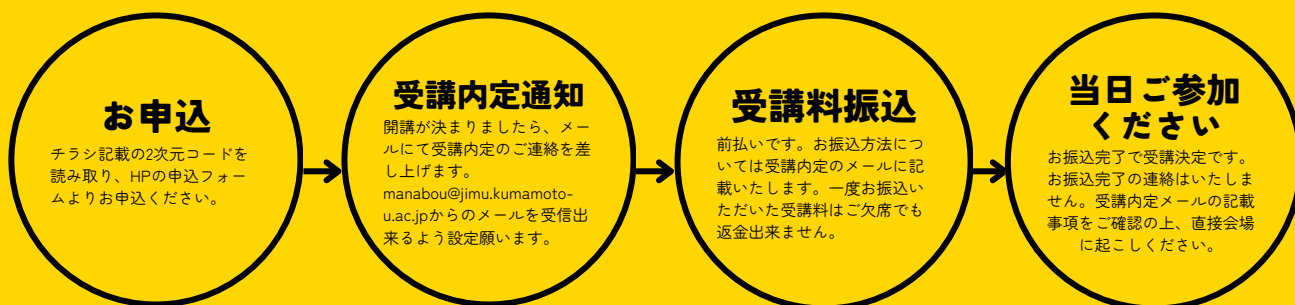 お申込
チラシ記載の2次元コードを
読み取り、HPの申込フォー
ムよりお申込ください。
受講内定通知
開講が決まりましたら、メー
ルにて受講内定のご連絡を差
し上げます。
manabou@jimu.kumamoto-
u.ac.jpからのメールを受信出
来るよう設定願います。
受講料振込
前払いです。お振込方法につ
いては受講内定のメールに記
載いたします。一度お振込い
ただいた受講料はご欠席でも
返金出来ません。
当日ご参加
ください
お振込完了で受講決定です。
お振込完了の連絡はいたしま
せん。受講内定メールの記載
事項をご確認の上、直接会場
に起こしください。